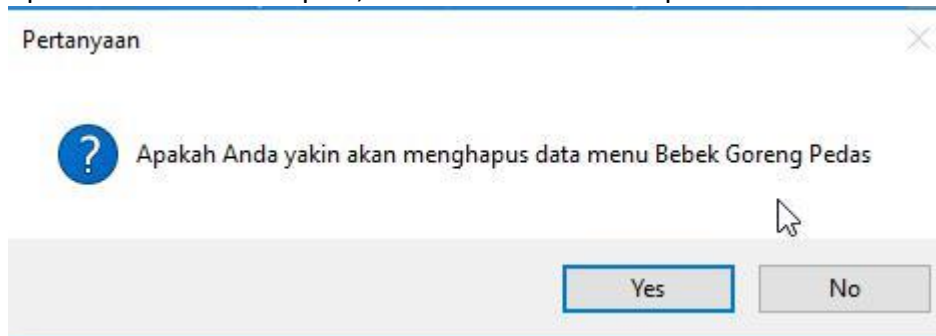 Pertanyaan
Apakah Anda yakin akan menghapus data menu Bebek Goreng Pedas
Yes
No